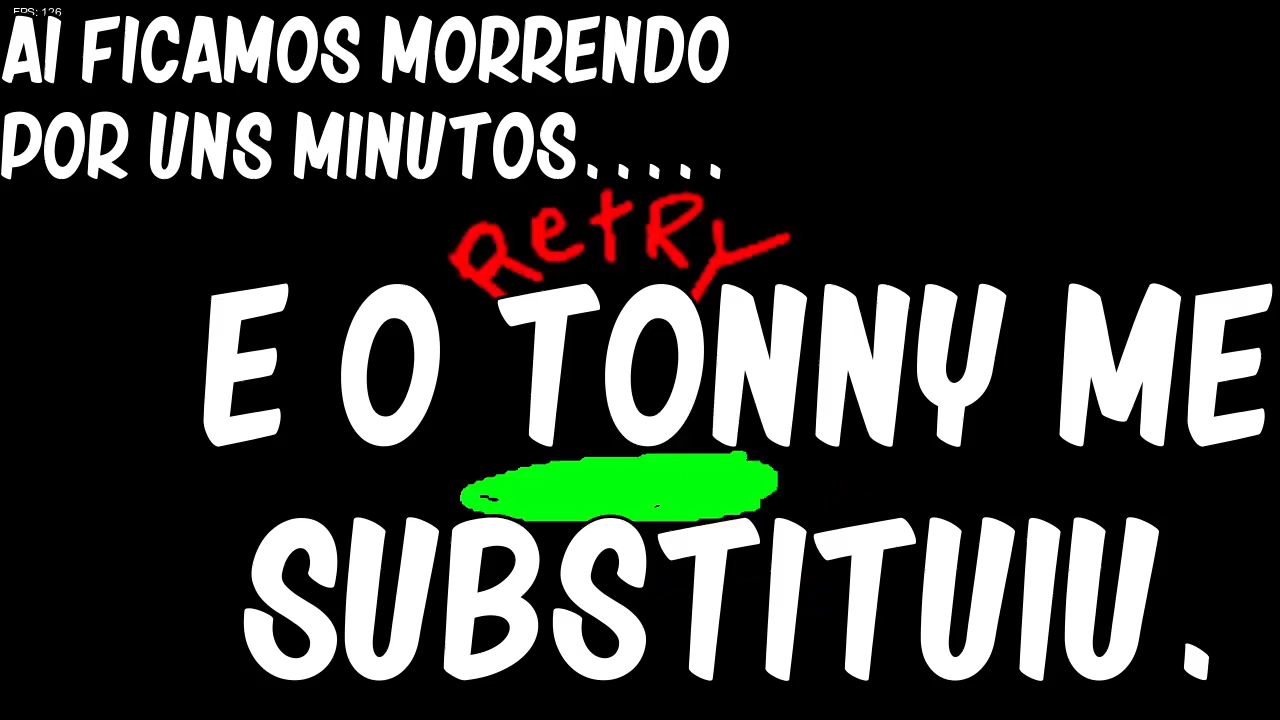 FPS: 126
AI FICAMOS MORRENDO
POR UNS MINUTOS.....
RetRy
E O TONNY ME
SUBSTITUIU.